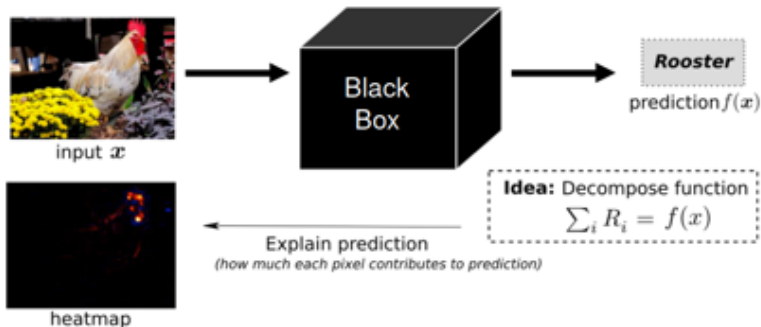 Black
Box
Rooster
prediction f(x)
input x
Idea: Decompose function
∑ᵢ Rᵢ = f(x)
Explain prediction
(how much each pixel contributes to prediction)
heatmap